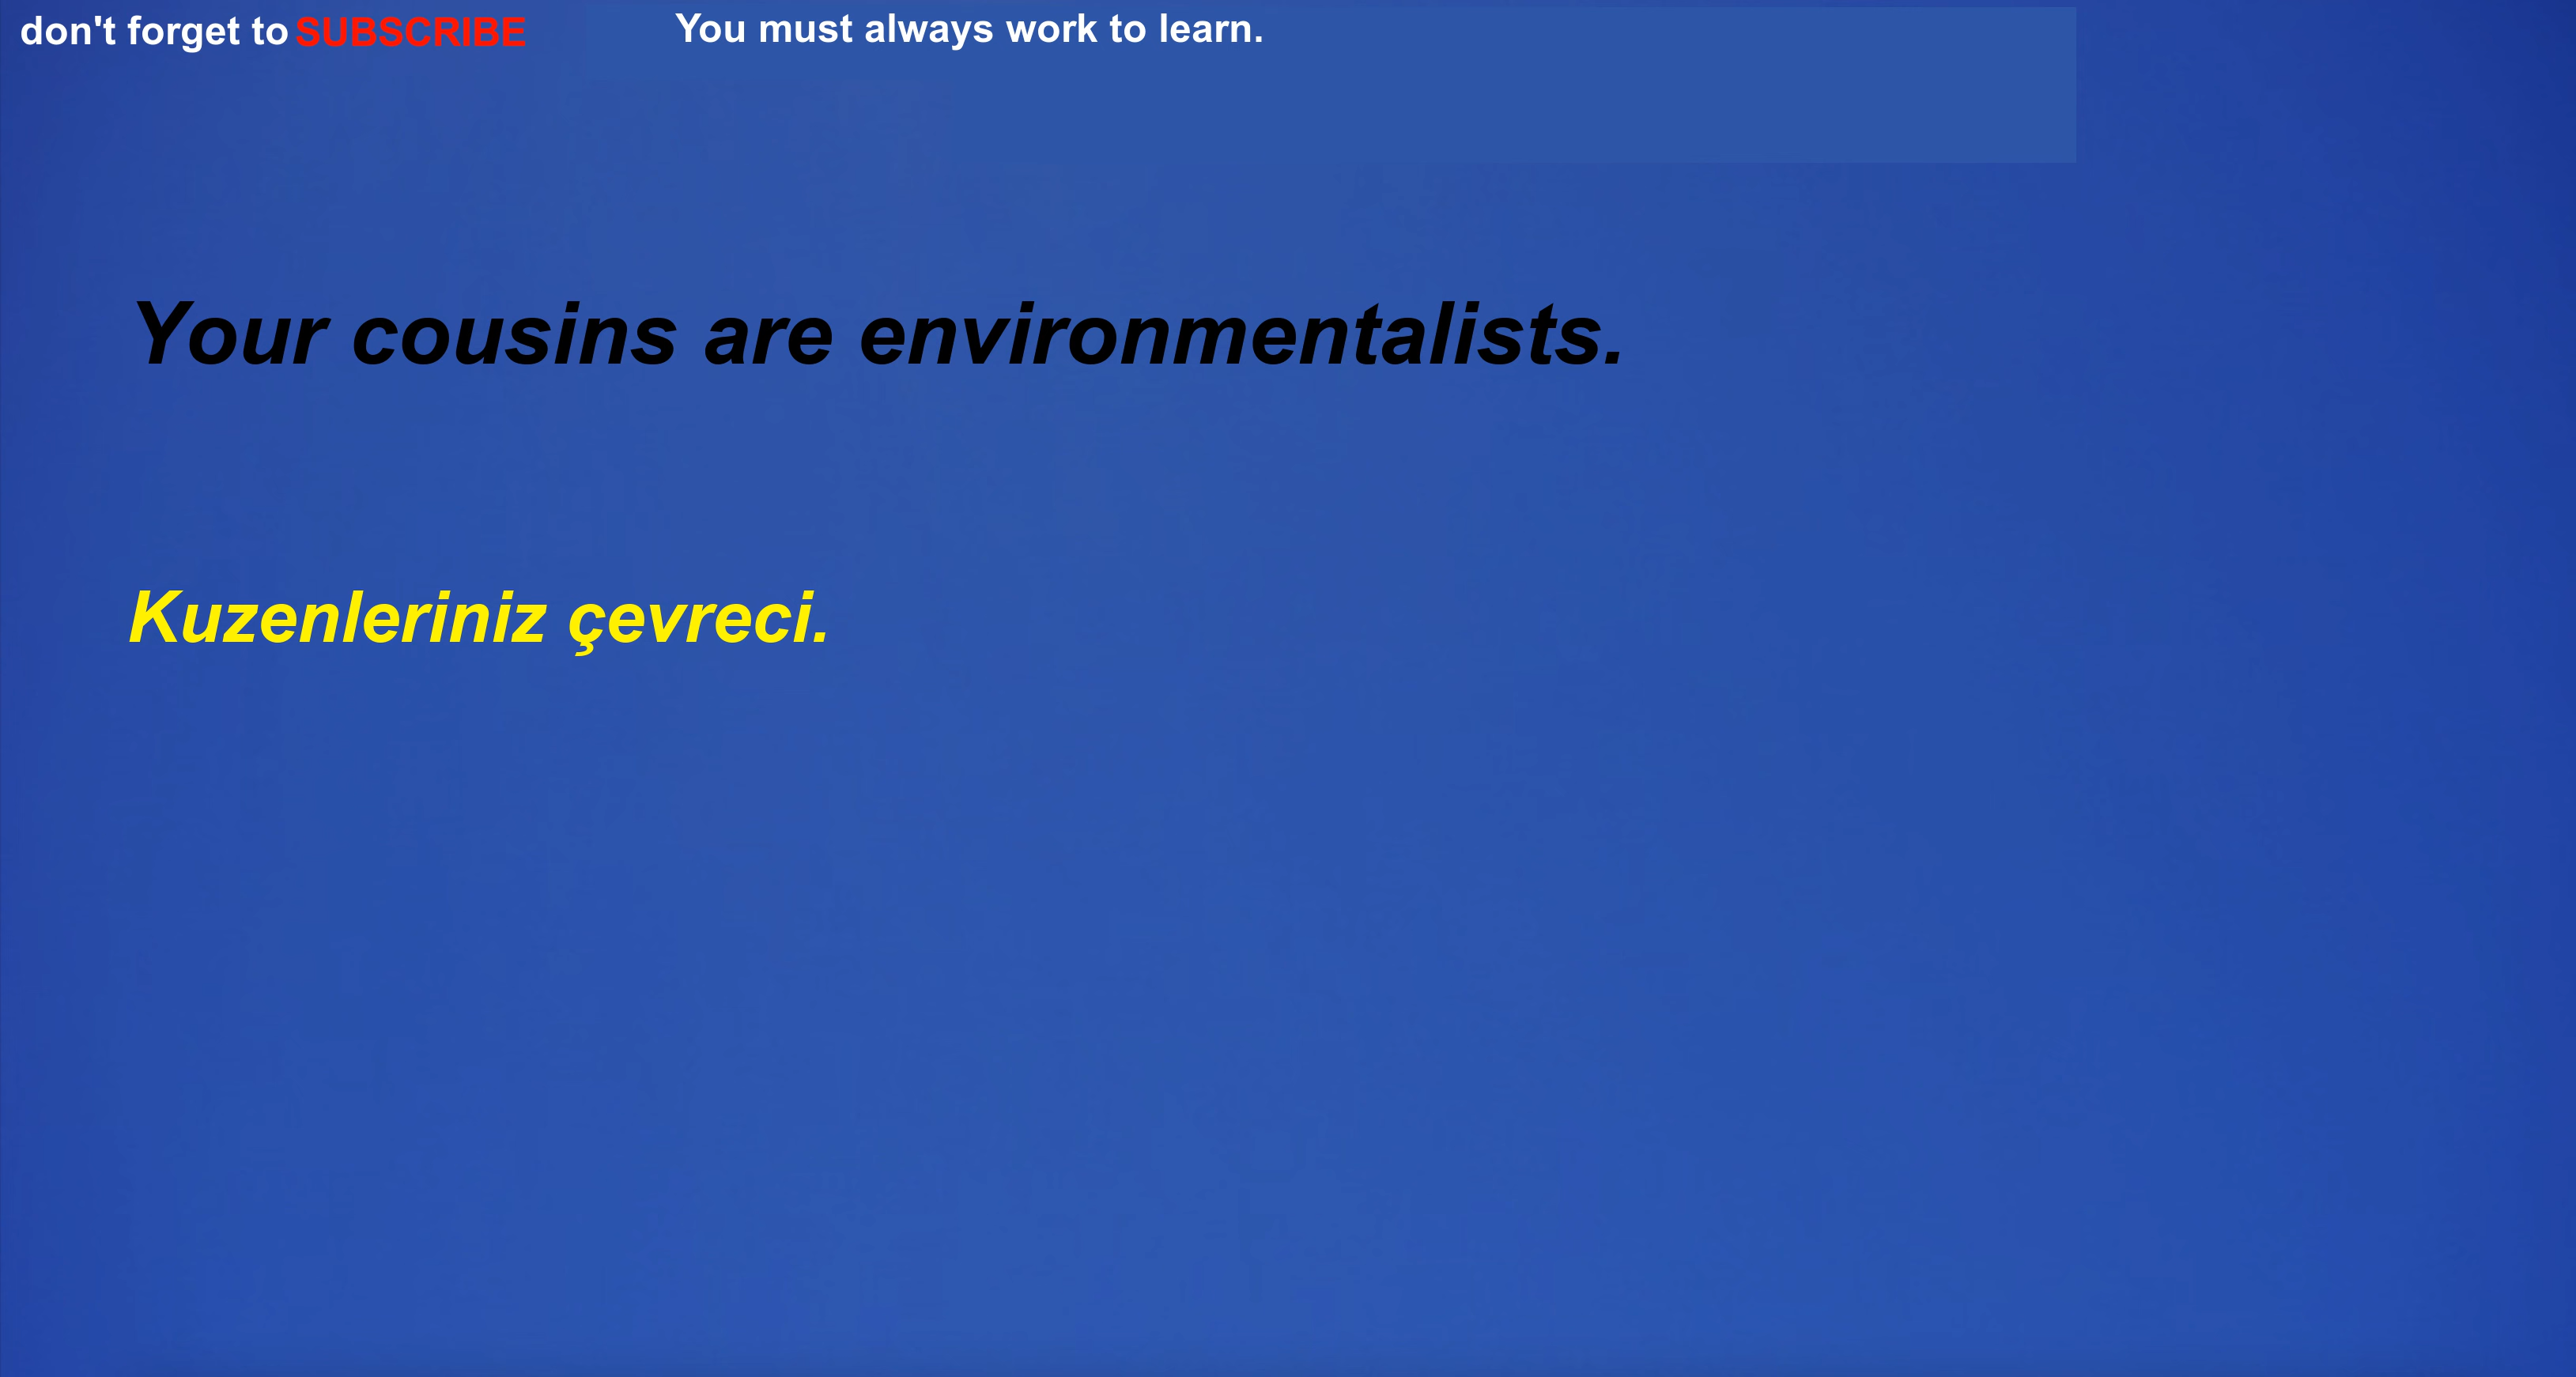 don't forget to SUBSCRIBE
You must always work to learn.
Your cousins are environmentalists.
Kuzenleriniz çevreci.